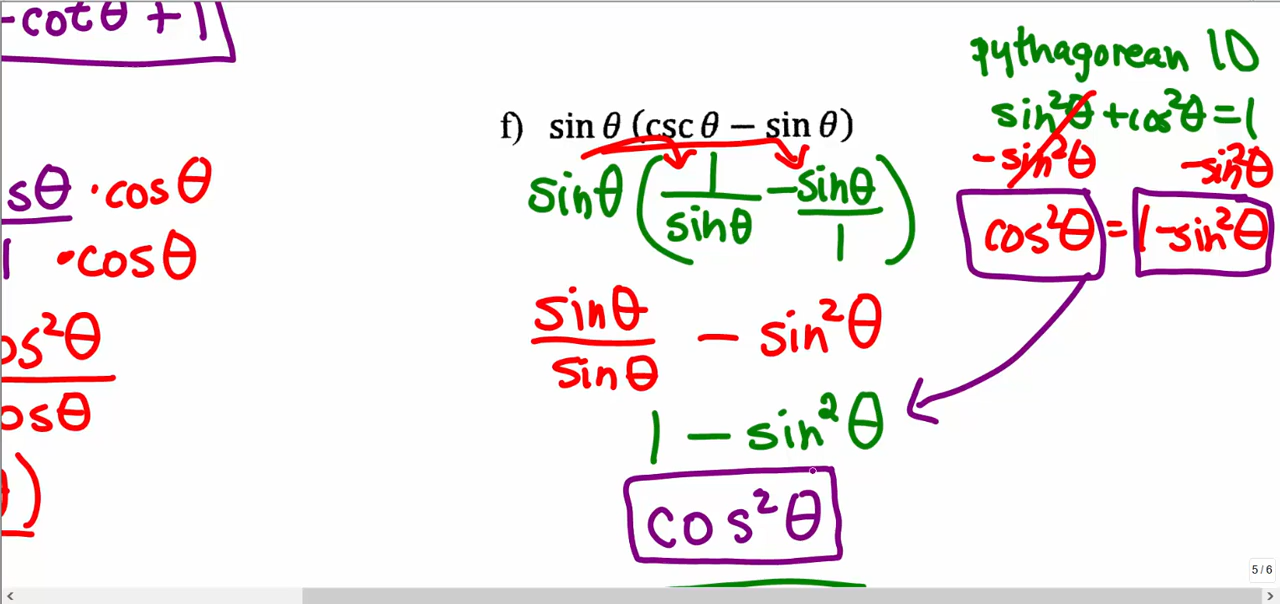 -cotθ + 1
sθ · cosθ
1 · cosθ
os²θ
osθ
)
f) sin θ (csc θ − sin θ)
sinθ ( 1/sinθ − sinθ/1 )
sinθ/sinθ − sin²θ
1 − sin²θ
cos²θ
pythagorean ID
sin²θ + cos²θ = 1
-sin²θ -sin²θ
cos²θ = 1-sin²θ
5 / 6